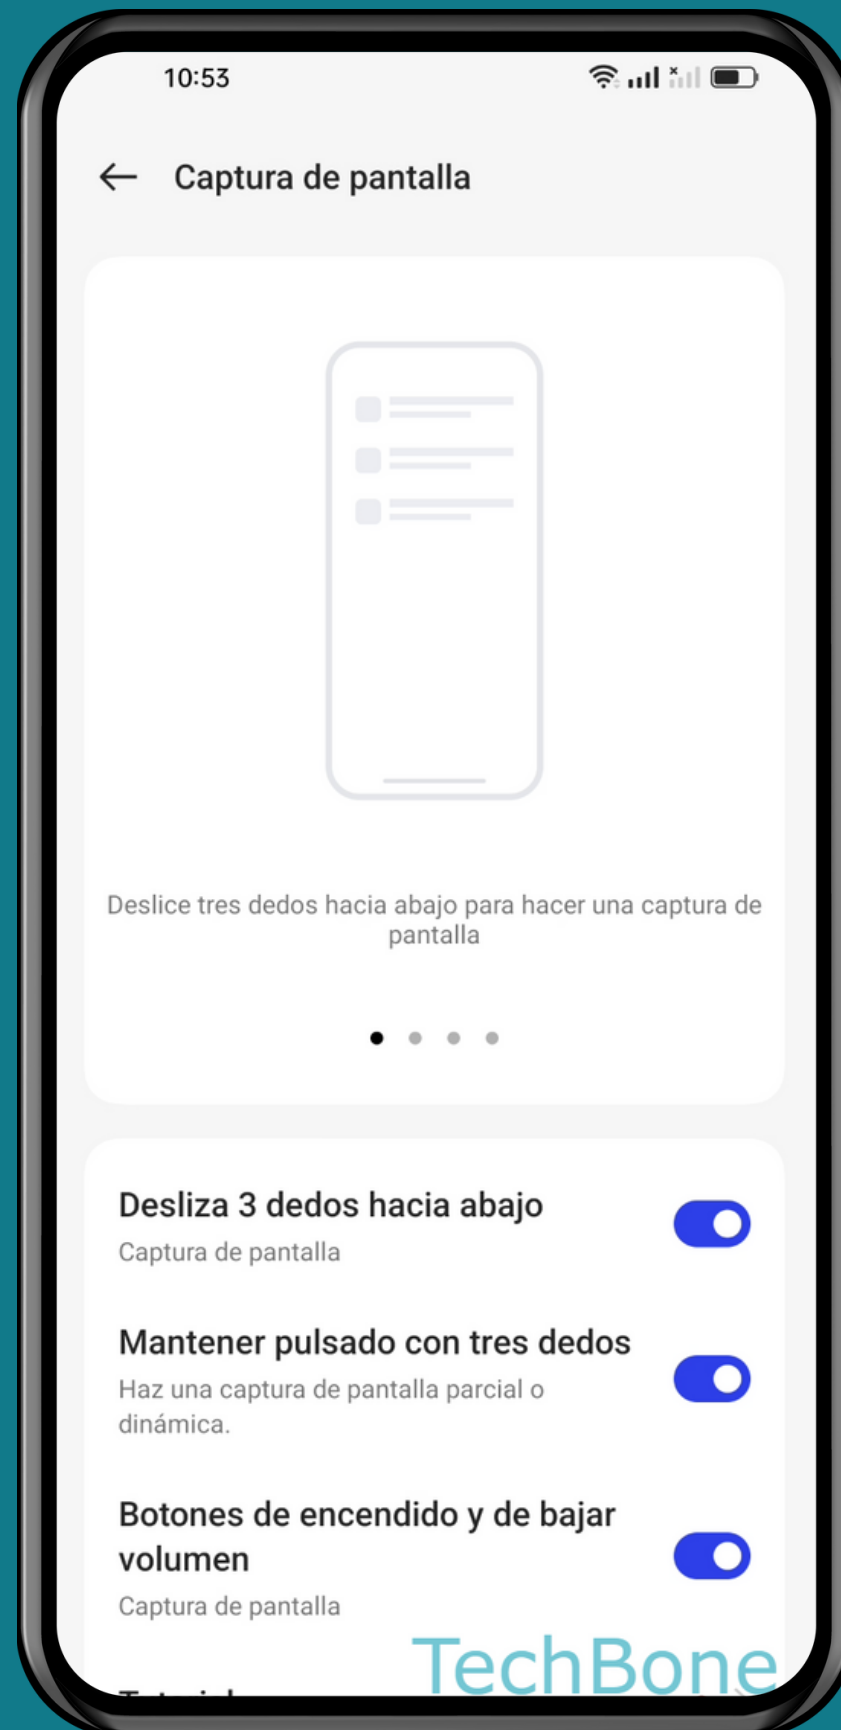 10:53
Captura de pantalla
Deslice tres dedos hacia abajo para hacer una captura de
pantalla
Desliza 3 dedos hacia abajo
Captura de pantalla
Mantener pulsado con tres dedos
Haz una captura de pantalla parcial o
dinámica.
Botones de encendido y de bajar
volumen
Captura de pantalla
TechBone